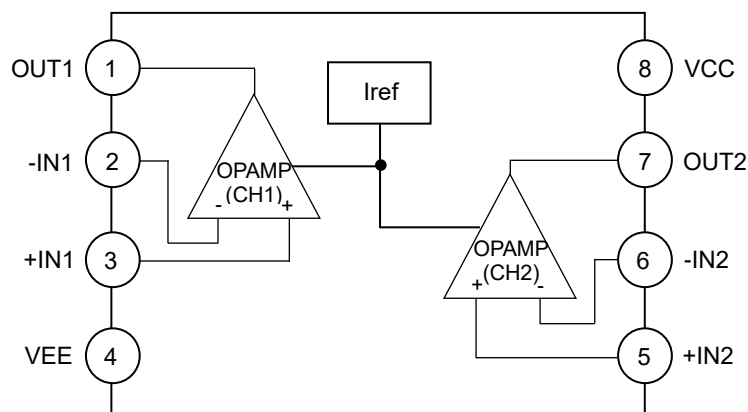 OUT1
1
Iref
8
VCC
-IN1
2
OPAMP
(CH1)
- +
7
OUT2
+IN1
3
OPAMP
(CH2)
+ -
6
-IN2
VEE
4
5
+IN2